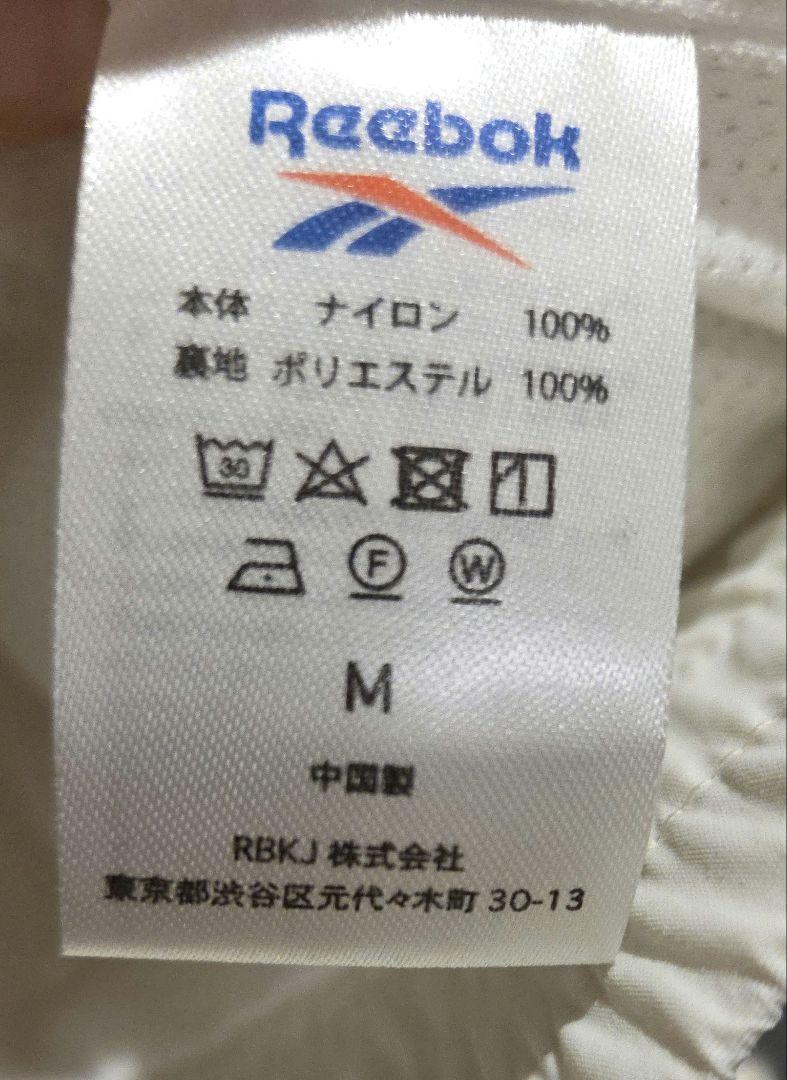 Reebok
本体 ナイロン 100%
裏地 ポリエステル 100%
30
F W
M
中国製
RBKJ 株式会社
東京都渋谷区元代々木町 30-13